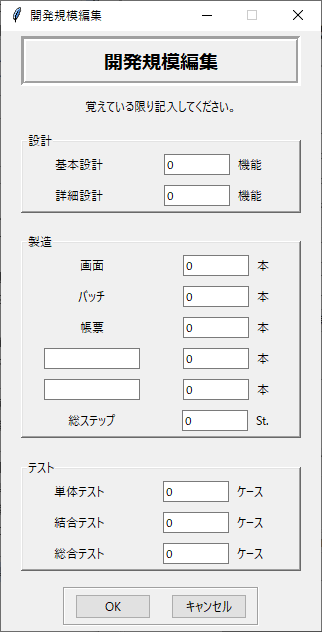 開発規模編集
開発規模編集
覚えている限り記入してください。
設計
基本設計 0 機能
詳細設計 0 機能
製造
画面 0 本
バッチ 0 本
帳票 0 本
0 本
0 本
総ステップ 0 St.
テスト
単体テスト 0 ケース
結合テスト 0 ケース
総合テスト 0 ケース
OK キャンセル